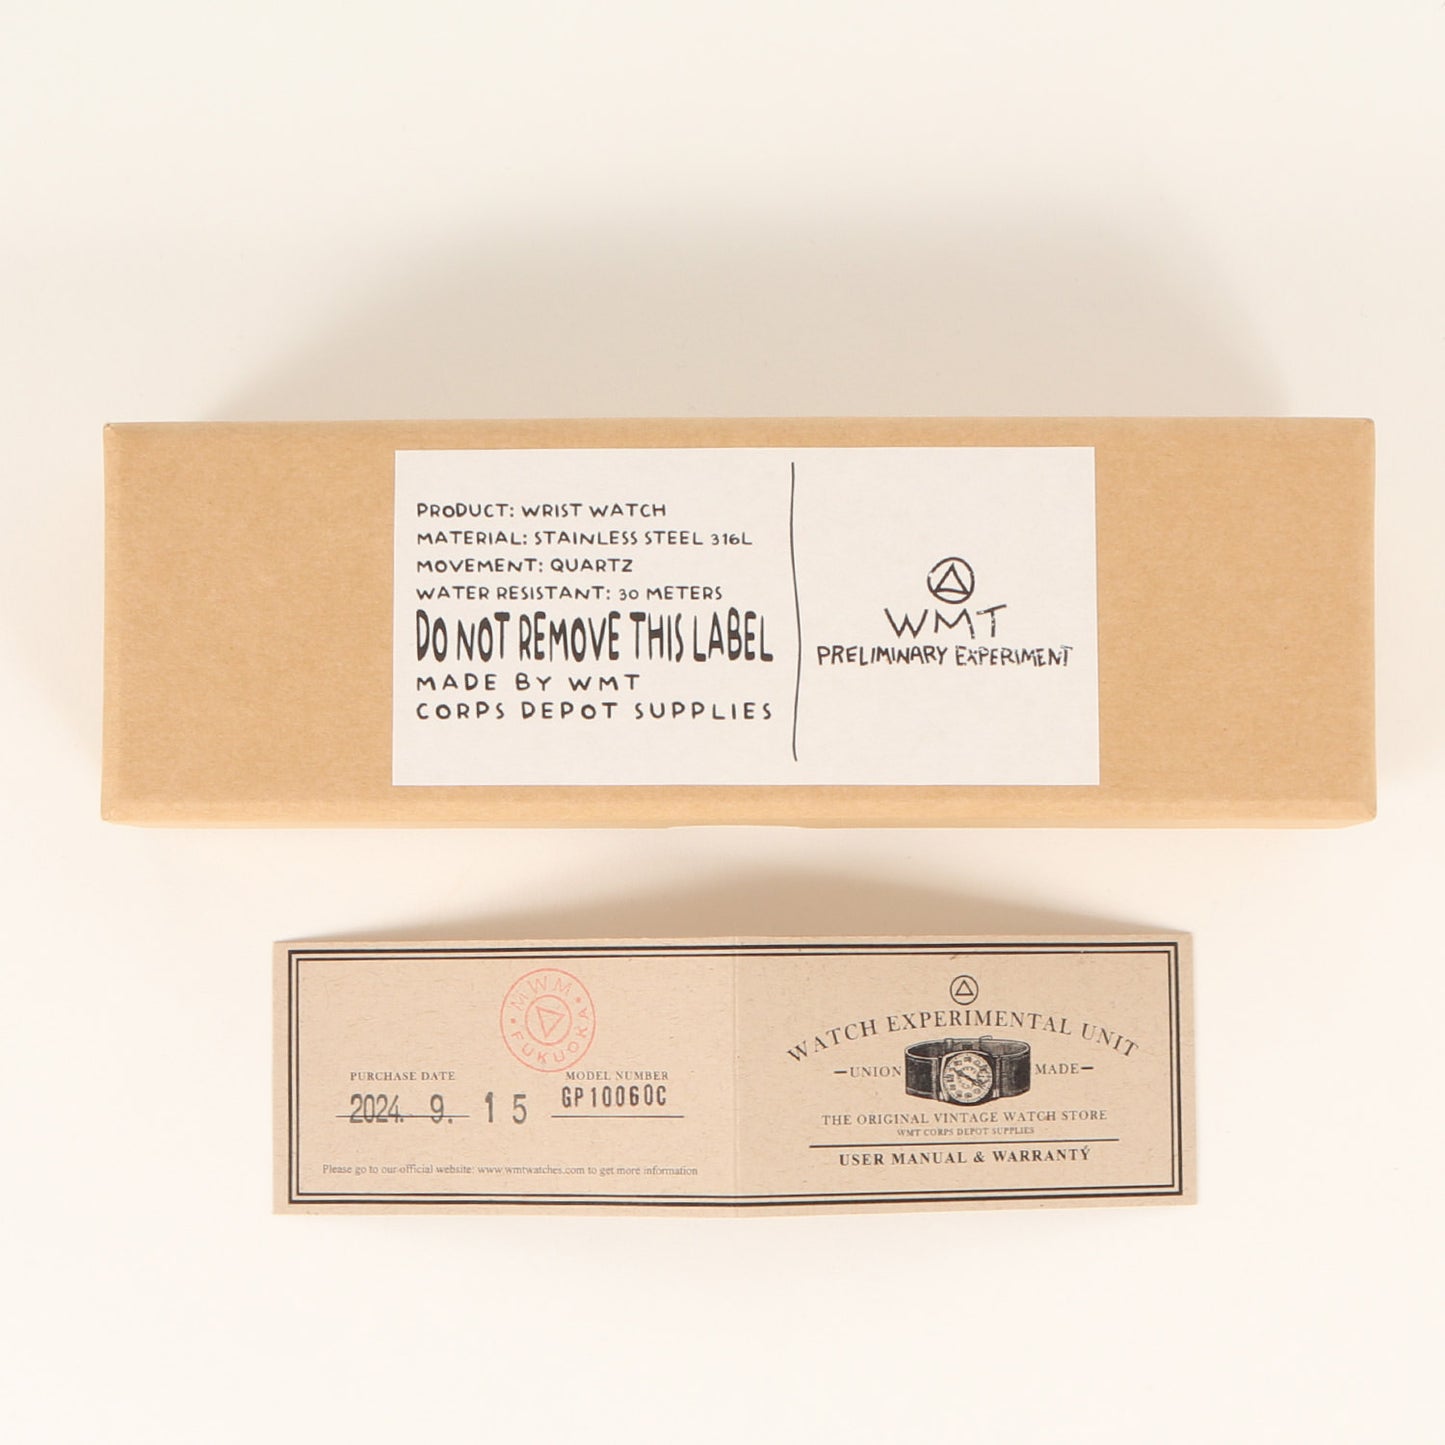 PRODUCT: WRIST WATCH
MATERIAL: STAINLESS STEEL 316L
MOVEMENT: QUARTZ
WATER RESISTANT: 30 METERS
DO NOT REMOVE THIS LABEL
MADE BY WMT
CORPS DEPOT SUPPLIES
WMT
PRELIMINARY EXPERIMENT
MWM
FUKUOKA
PURCHASE DATE
2024. 9. 15
MODEL NUMBER
GP10060C
Please go to our official website: www.wmtwatches.com to get more information
WATCH EXPERIMENTAL UNIT
UNION MADE
THE ORIGINAL VINTAGE WATCH STORE
WMT CORPS DEPOT SUPPLIES
USER MANUAL & WARRANTY